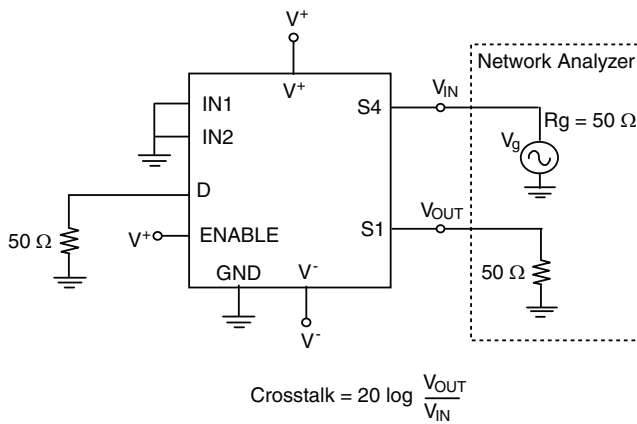 V+
Network Analyzer
V+
IN1
S4
VIN
Rg = 50 Ω
IN2
Vg
D
VOUT
50 Ω
V+
ENABLE
S1
GND
V-
50 Ω
V-
Crosstalk = 20 log VOUT
VIN